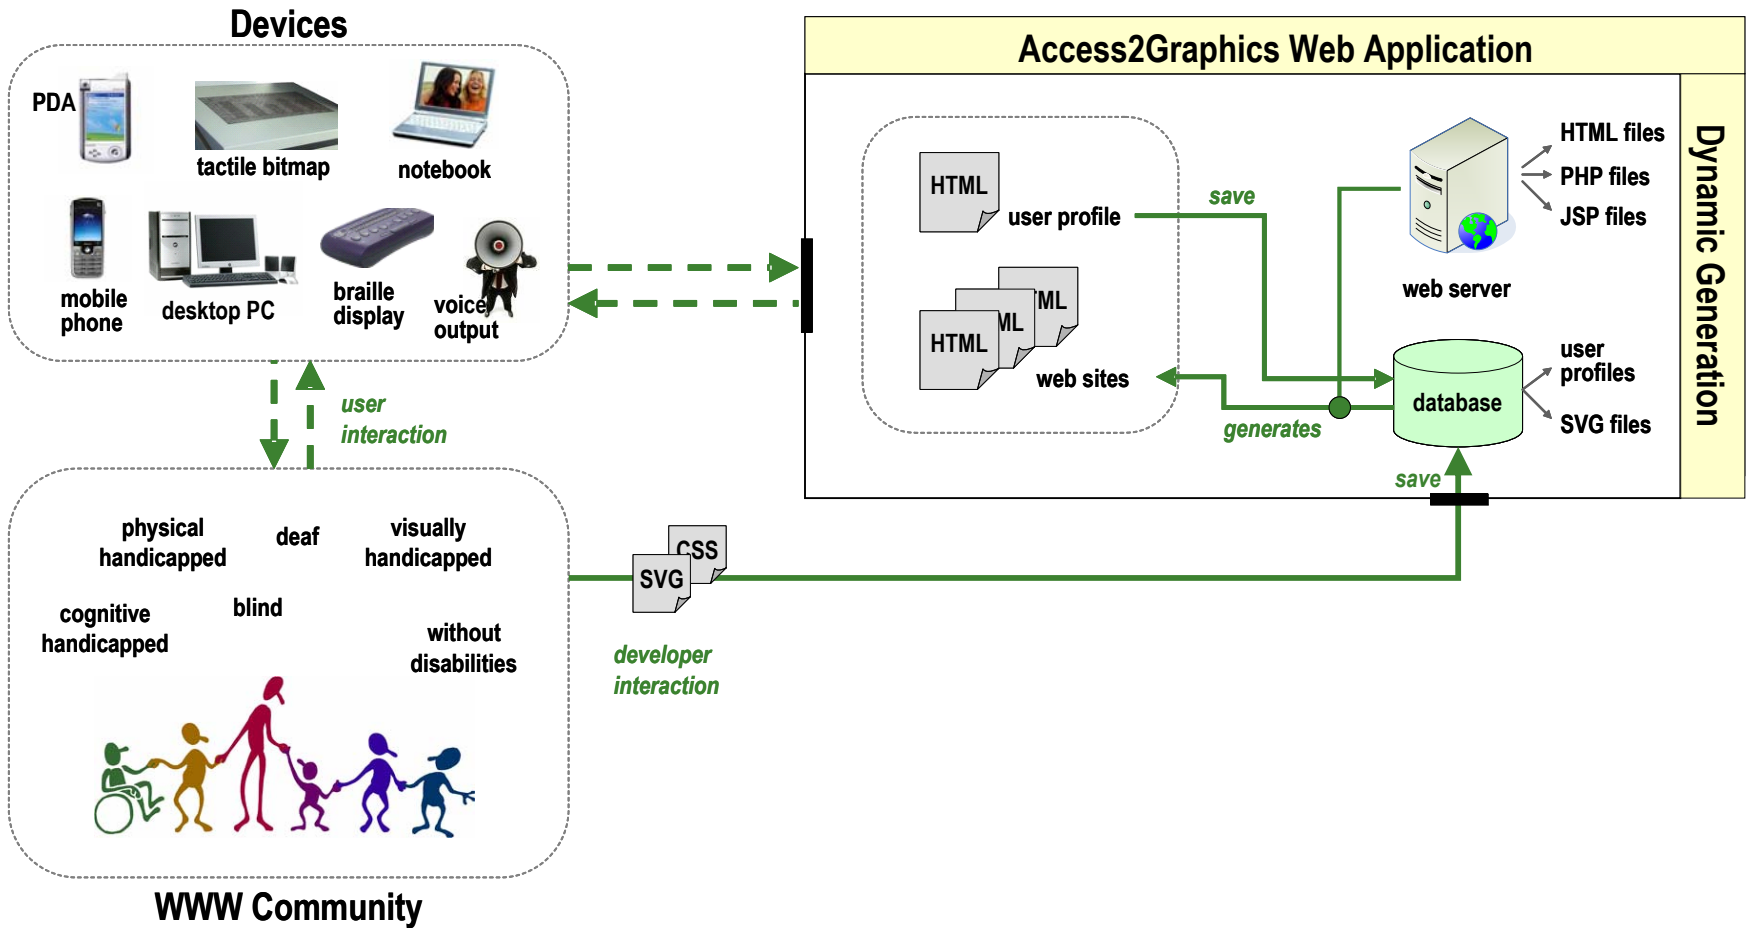 Devices
PDA
tactile bitmap
notebook
mobile
phone
desktop PC
braille
display
voice
output
user
interaction
physical
handicapped
deaf
visually
handicapped
cognitive
handicapped
blind
without
disabilities
WWW Community
CSS
SVG
developer
interaction
Access2Graphics Web Application
Dynamic Generation
HTML
user profile
save
TML
ML
HTML
web sites
generates
web server
HTML files
PHP files
JSP files
database
user
profiles
SVG files
save